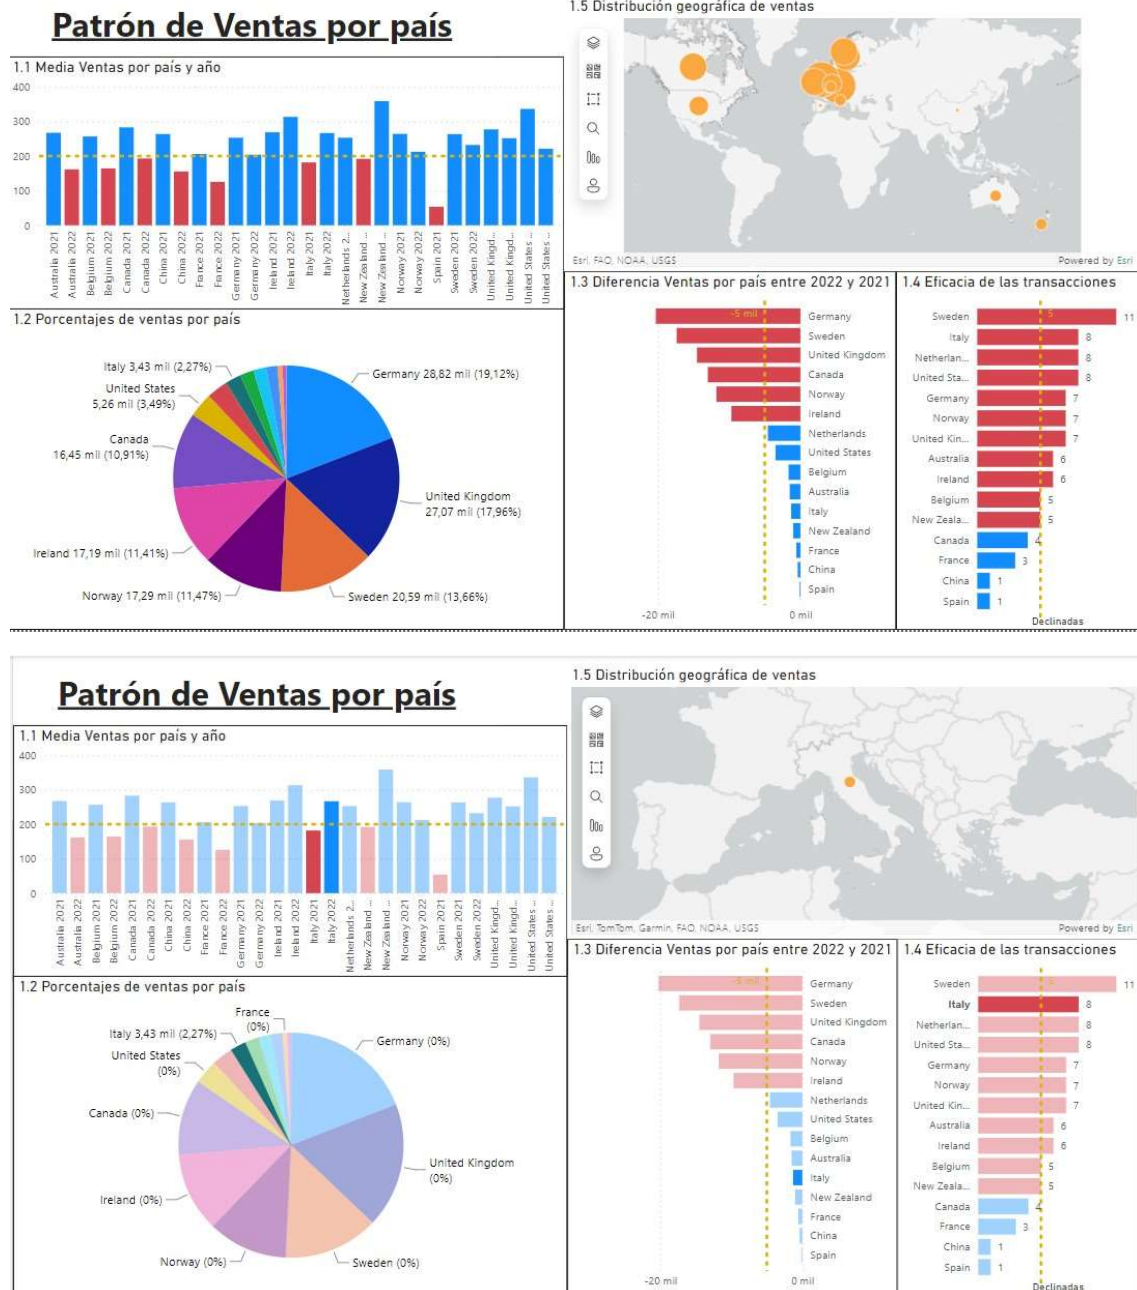 Patrón de Ventas por país
1.1 Media Ventas por país y año
400
300
200
100
0
Australia 2021
Australia 2022
Belgium 2021
Belgium 2022
Canada 2021
Canada 2022
China 2021
China 2022
France 2021
France 2022
Germany 2021
Germany 2022
Ireland 2021
Ireland 2022
Italy 2021
Italy 2022
Netherlands 2...
New Zealand ...
New Zealand ...
Norway 2021
Norway 2022
Spain 2021
Sweden 2021
Sweden 2022
United Kingd...
United Kingd...
United States ...
United States ...
1.2 Porcentajes de ventas por país
Italy 3,43 mil (2,27%)
United States
5,26 mil (3,49%)
Canada
16,45 mil (10,91%)
Ireland 17,19 mil (11,41%)
Norway 17,29 mil (11,47%)
Germany 28,82 mil (19,12%)
United Kingdom
27,07 mil (17,96%)
Sweden 20,59 mil (13,66%)
1.5 Distribución geográfica de ventas
Esri, FAO, NOAA, USGS
Powered by Esri
1.3 Diferencia Ventas por país entre 2022 y 2021
-5 mil
Germany
Sweden
United Kingdom
Canada
Norway
Ireland
Netherlands
United States
Belgium
Australia
Italy
New Zealand
France
China
Spain
-20 mil
0 mil
1.4 Eficacia de las transacciones
5
Sweden 11
Italy 8
Netherlan... 8
United Sta... 8
Germany 7
Norway 7
United Kin... 7
Australia 6
Ireland 6
Belgium 5
New Zeala... 5
Canada 4
France 3
China 1
Spain 1
Declinadas
Patrón de Ventas por país
1.1 Media Ventas por país y año
400
300
200
100
0
Australia 2021
Australia 2022
Belgium 2021
Belgium 2022
Canada 2021
Canada 2022
China 2021
China 2022
France 2021
France 2022
Germany 2021
Germany 2022
Ireland 2021
Ireland 2022
Italy 2021
Italy 2022
Netherlands 2...
New Zealand ...
New Zealand ...
Norway 2021
Norway 2022
Spain 2021
Sweden 2021
Sweden 2022
United Kingd...
United Kingd...
United States ...
United States ...
1.2 Porcentajes de ventas por país
France
(0%)
Italy 3,43 mil (2,27%)
United States
(0%)
Canada (0%)
Ireland (0%)
Norway (0%)
Germany (0%)
United Kingdom
(0%)
Sweden (0%)
1.5 Distribución geográfica de ventas
Esri, TomTom, Garmin, FAO, NOAA, USGS
Powered by Esri
1.3 Diferencia Ventas por país entre 2022 y 2021
-5 mil
Germany
Sweden
United Kingdom
Canada
Norway
Ireland
Netherlands
United States
Belgium
Australia
Italy
New Zealand
France
China
Spain
-20 mil
0 mil
1.4 Eficacia de las transacciones
5
Sweden 11
Italy 8
Netherlan... 8
United Sta... 8
Germany 7
Norway 7
United Kin... 7
Australia 6
Ireland 6
Belgium 5
New Zeala... 5
Canada 4
France 3
China 1
Spain 1
Declinadas